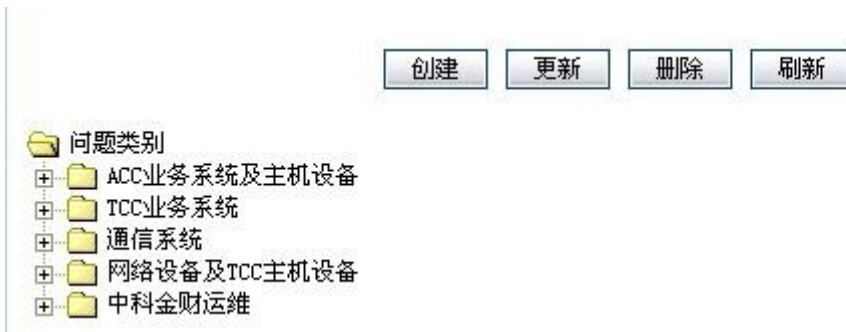 创建 更新 删除 刷新
问题类别
ACC业务系统及主机设备
TCC业务系统
通信系统
网络设备及TCC主机设备
中科金财运维